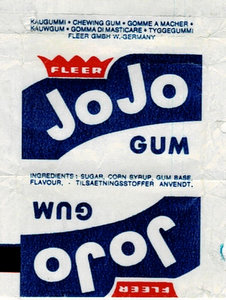 KAUGUMMI • CHEWING GUM • GOMME A MACHER •
KAUWGUM • GOMMA DI MASTICARE • TYGGEGUMMI
FLEER GMBH W.-GERMANY
FLEER
JoJo
GUM
INGREDIENTS: SUGAR, CORN SYRUP, GUM BASE,
FLAVOUR, - TILSAETNINGSSTOFFER ANVENDT.
GUM
JoJo
FLEER